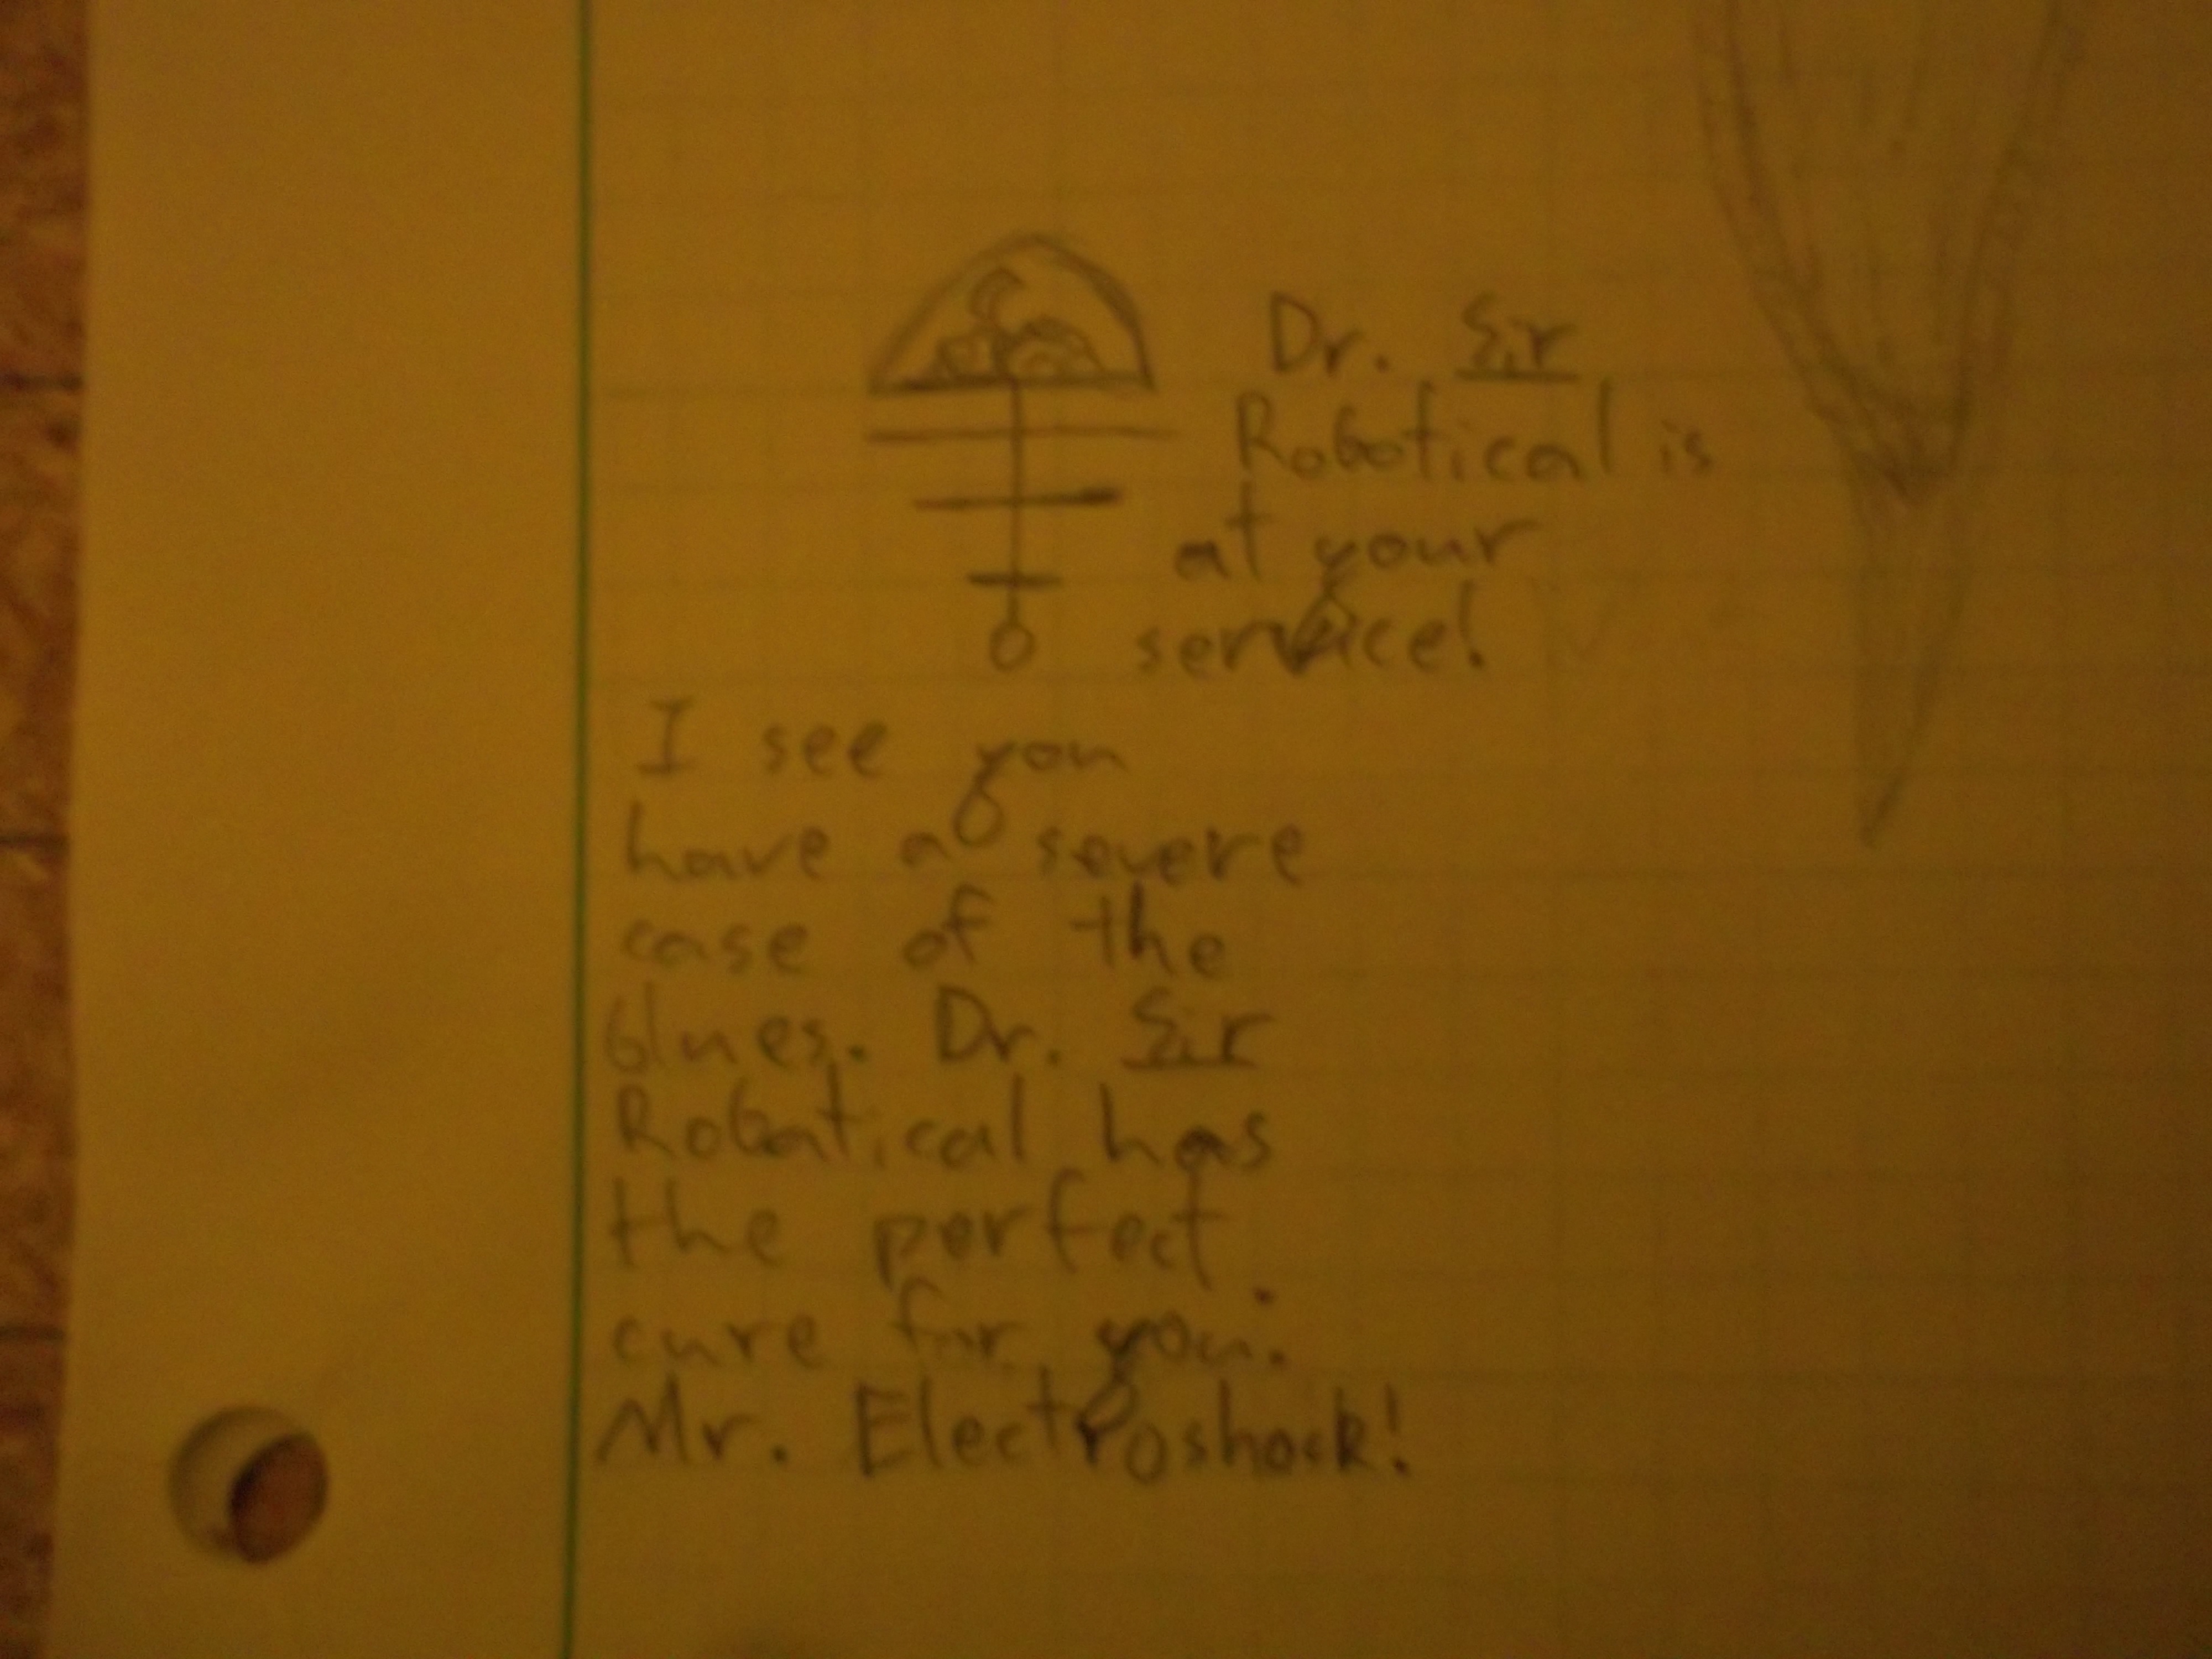 Dr. Sir
Robotical is
at your
service!
I see you
have a severe
case of the
blues. Dr. Sir
Robotical has
the perfect
cure for you:
Mr. Electroshock!